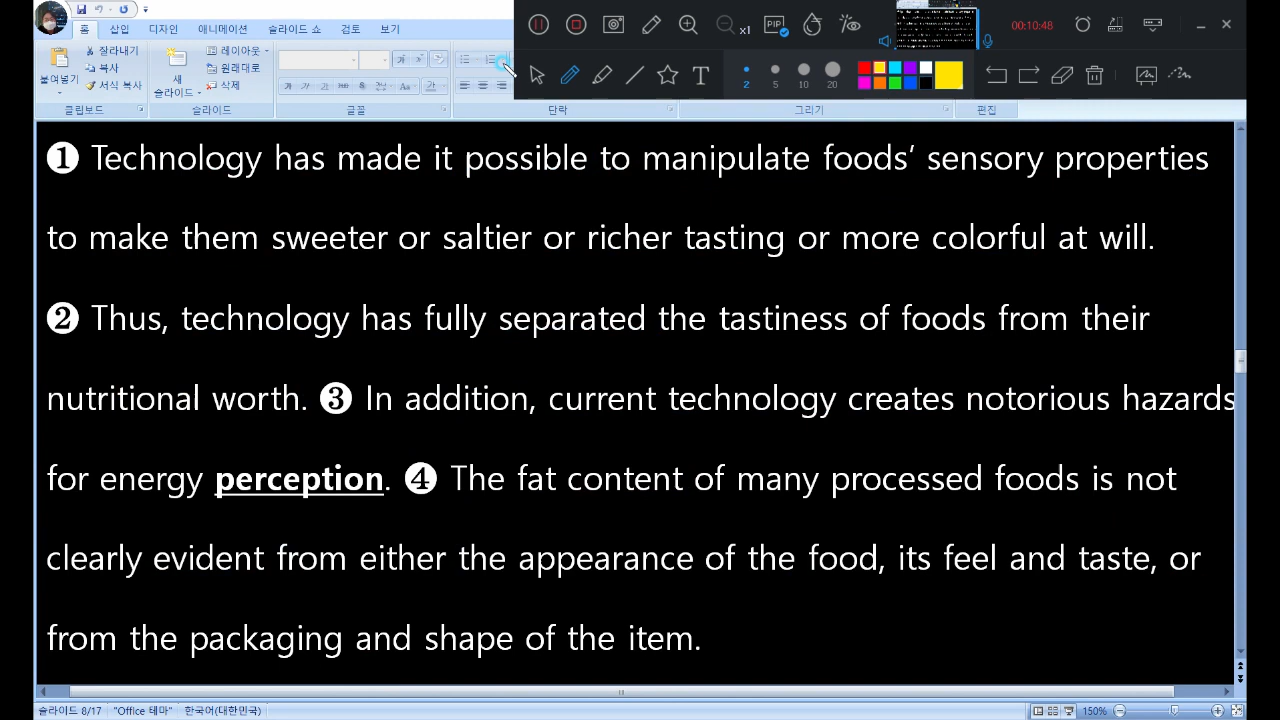 홈 삽입 디자인 애니메이션 슬라이드 쇼 검토 보기
PIP x1 00:10:48
붙여넣기 잘라내기 복사 서식 복사
새 슬라이드 레이아웃 원래대로 삭제
2 5 10 20
클립보드 슬라이드 글꼴 단락 그리기 편집
❶ Technology has made it possible to manipulate foods’ sensory properties
to make them sweeter or saltier or richer tasting or more colorful at will.
❷ Thus, technology has fully separated the tastiness of foods from their
nutritional worth. ❸ In addition, current technology creates notorious hazards
for energy perception. ❹ The fat content of many processed foods is not
clearly evident from either the appearance of the food, its feel and taste, or
from the packaging and shape of the item.
슬라이드 8/17 "Office 테마" 한국어(대한민국) 150%